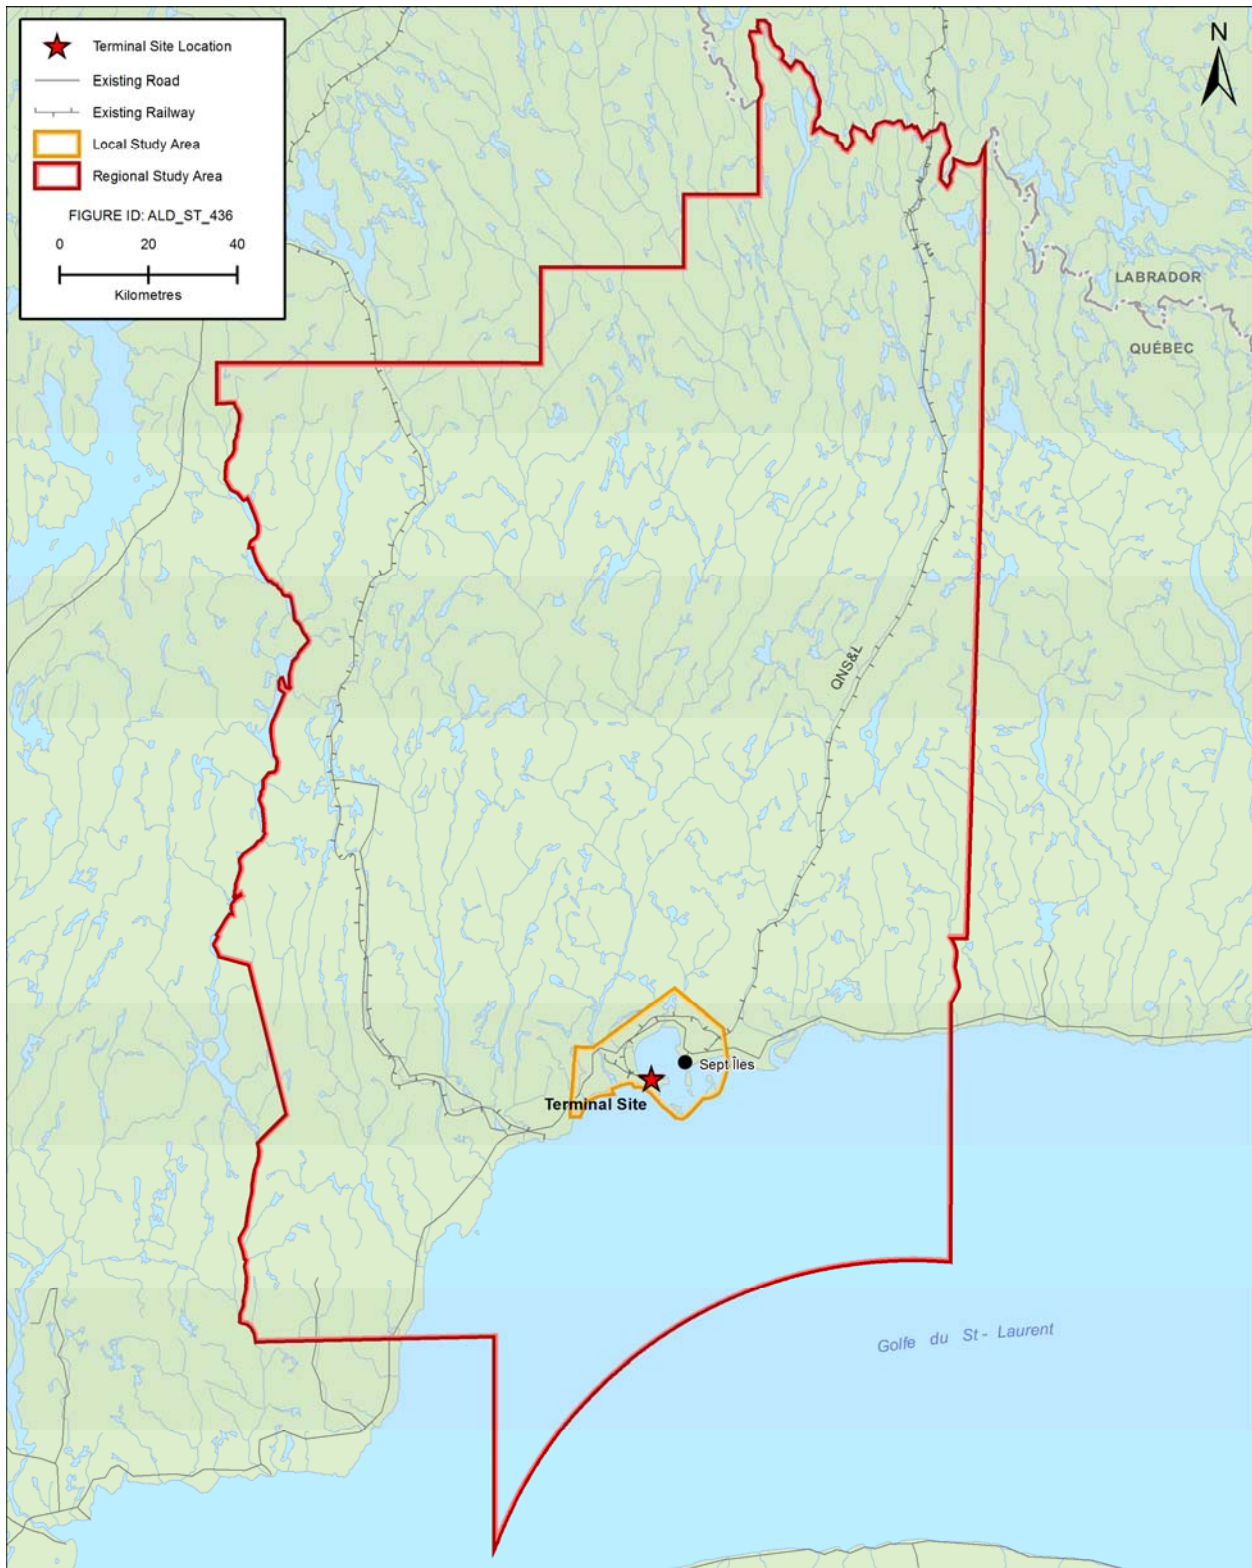 Terminal Site Location
Existing Road
Existing Railway
Local Study Area
Regional Study Area
FIGURE ID: ALD_ST_436
0 20 40
Kilometres
N
LABRADOR
QUÉBEC
QNS&L
Sept Îles
Terminal Site
Golfe du St - Laurent